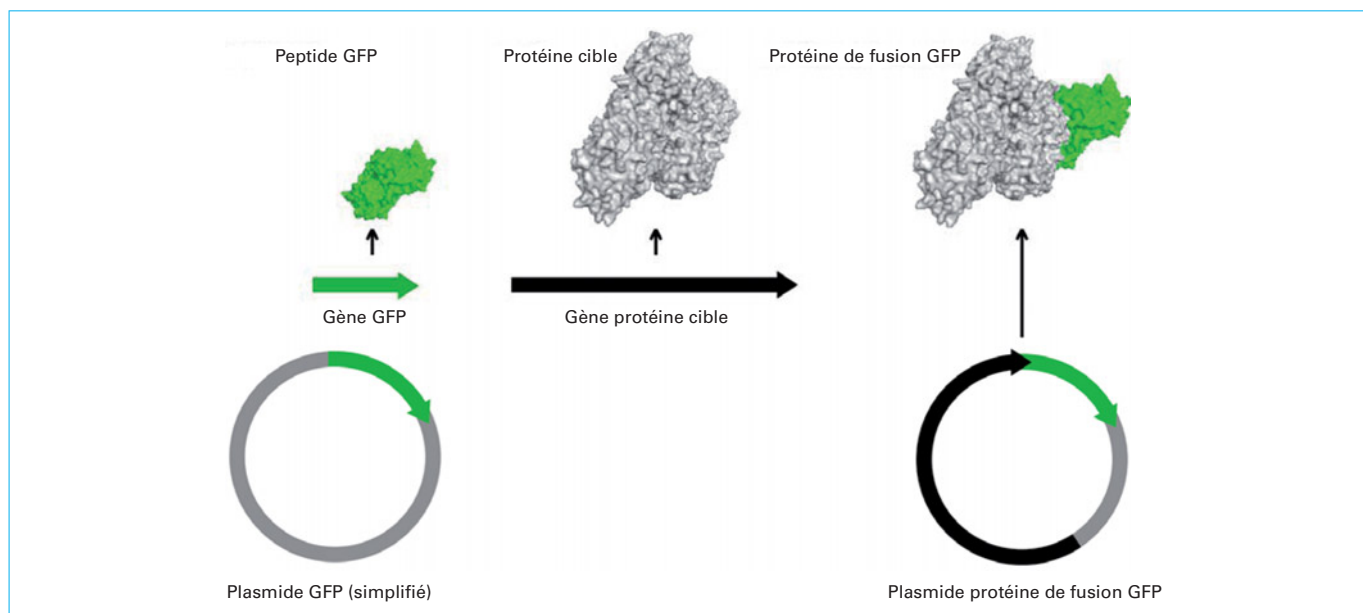 Peptide GFP
Protéine cible
Protéine de fusion GFP
Gène GFP
Gène protéine cible
Plasmide GFP (simplifié)
Plasmide protéine de fusion GFP